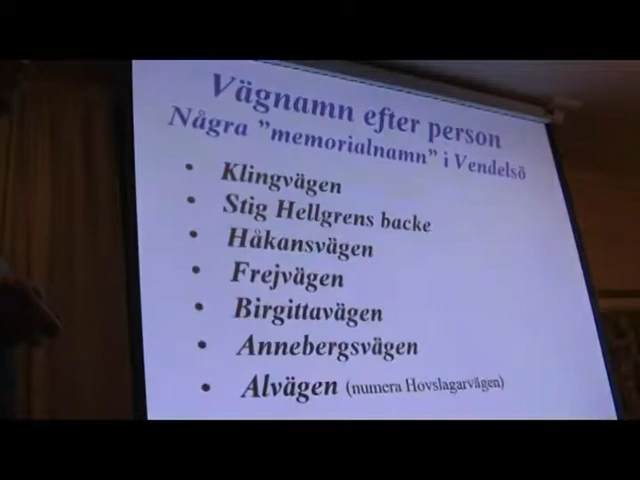 Vägnamn efter person
Några ”memorialnamn” i Vendelsö
• Klingvägen
• Stig Hellgrens backe
• Håkansvägen
• Frejvägen
• Birgittavägen
• Annebergsvägen
• Alvägen (numera Hovslagarvägen)